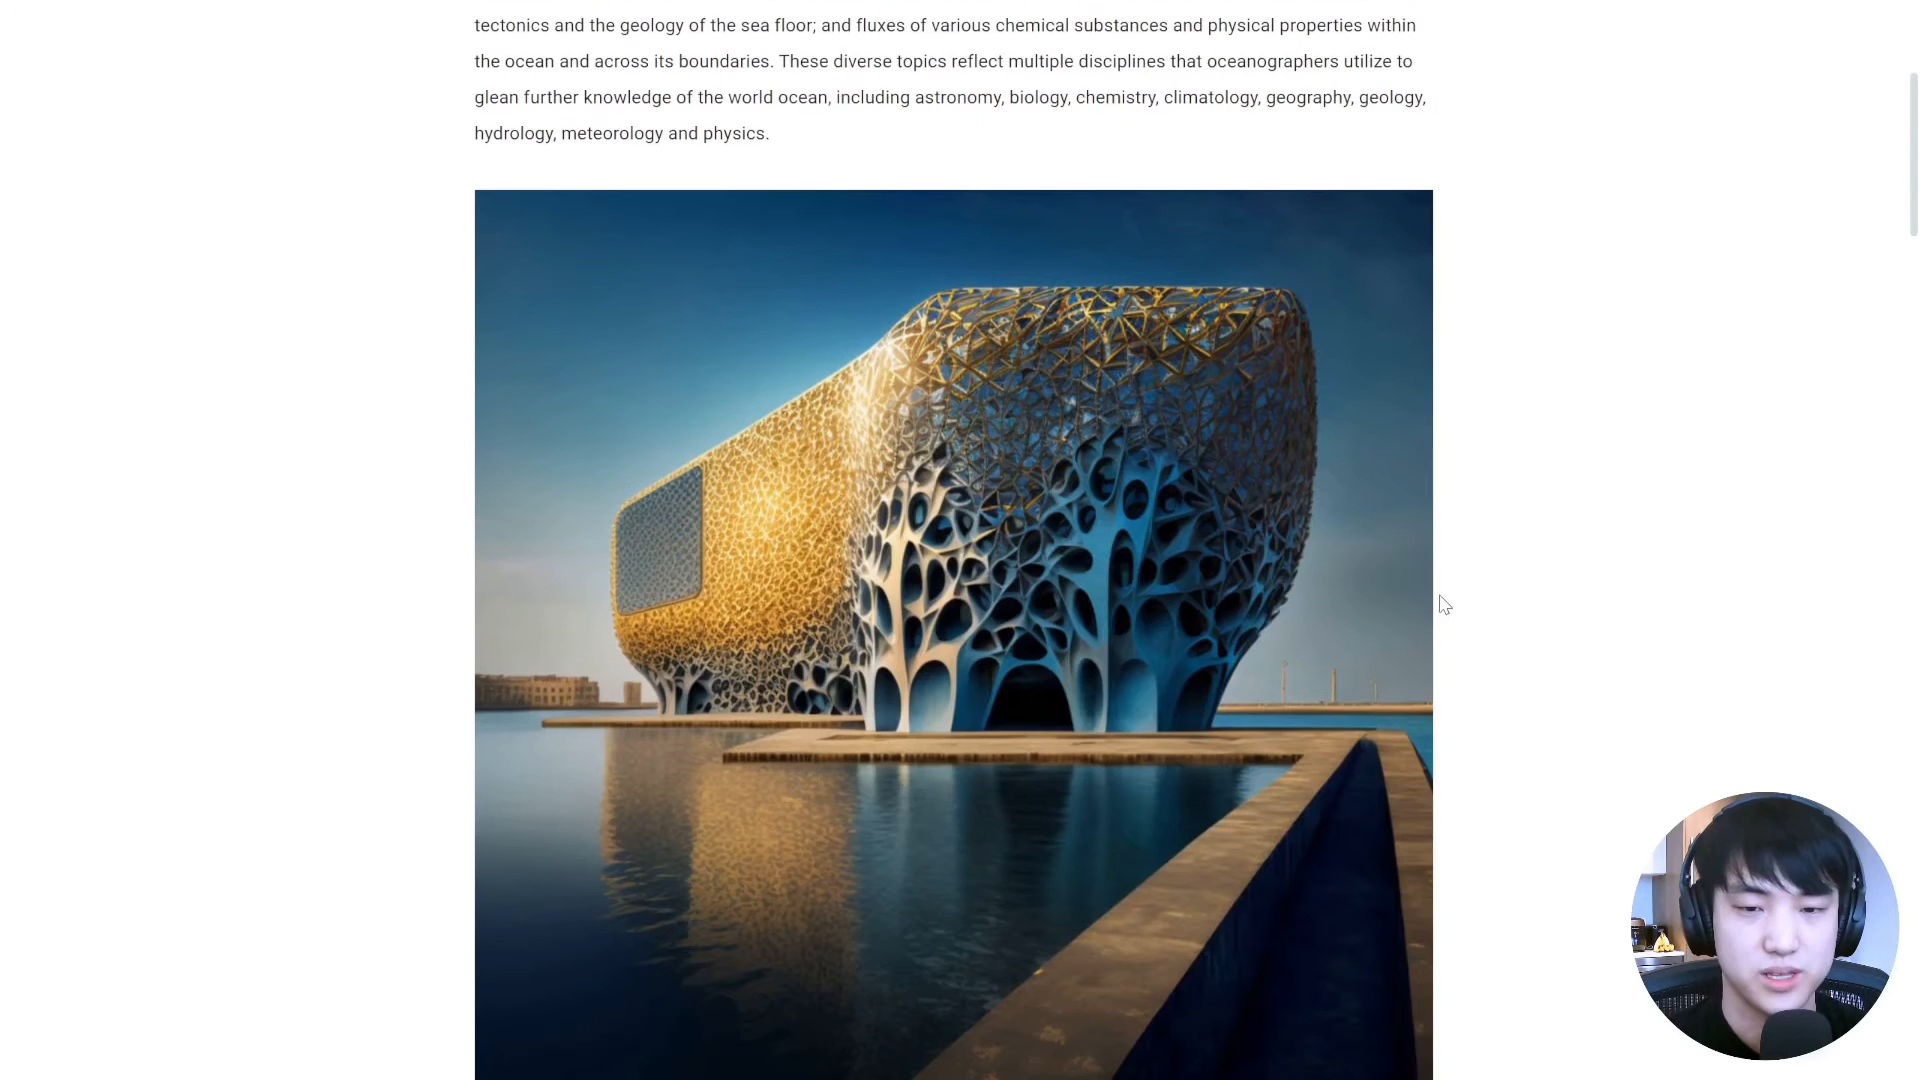 tectonics and the geology of the sea floor; and fluxes of various chemical substances and physical properties within
the ocean and across its boundaries. These diverse topics reflect multiple disciplines that oceanographers utilize to
glean further knowledge of the world ocean, including astronomy, biology, chemistry, climatology, geography, geology,
hydrology, meteorology and physics.